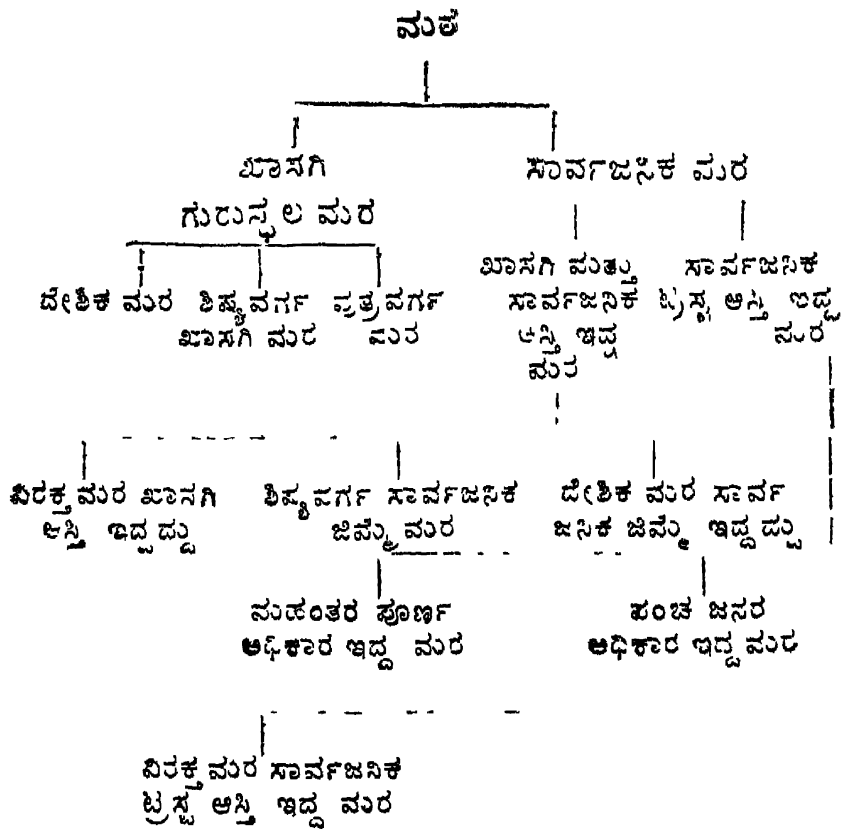 ಮಠ
ಖಾಸಗಿ
ಗುರುಸ್ಥಲ ಮಠ
ಸಾರ್ವಜನಿಕ ಮಠ
ದೇಶಿಕ ಮಠ
ಶಿಷ್ಯವರ್ಗ
ಖಾಸಗಿ ಮಠ
ಪುತ್ರವರ್ಗ
ಮಠ
ಖಾಸಗಿ ಮತ್ತು
ಸಾರ್ವಜನಿಕ
ಆಸ್ತಿ ಇದ್ದ
ಮಠ
ಸಾರ್ವಜನಿಕ
ಟ್ರಸ್ಟ ಆಸ್ತಿ ಇದ್ದ
ಮಠ
ವಿರಕ್ತ ಮಠ ಖಾಸಗಿ
ಆಸ್ತಿ ಇದ್ದದ್ದು
ಶಿಷ್ಯವರ್ಗ ಸಾರ್ವಜನಿಕ
ಜಿಮ್ಮೆ ಮಠ
ದೇಶಿಕ ಮಠ ಸಾರ್ವ
ಜನಿಕ ಜಿಮ್ಮೆ ಇದ್ದದ್ದು
ಮಹಂತರ ಪೂರ್ಣ
ಅಧಿಕಾರ ಇದ್ದ ಮಠ
ಪಂಚ ಜನರ
ಅಧಿಕಾರ ಇದ್ದ ಮಠ
ವಿರಕ್ತ ಮಠ ಸಾರ್ವಜನಿಕ
ಟ್ರಸ್ಟ ಆಸ್ತಿ ಇದ್ದ ಮಠ